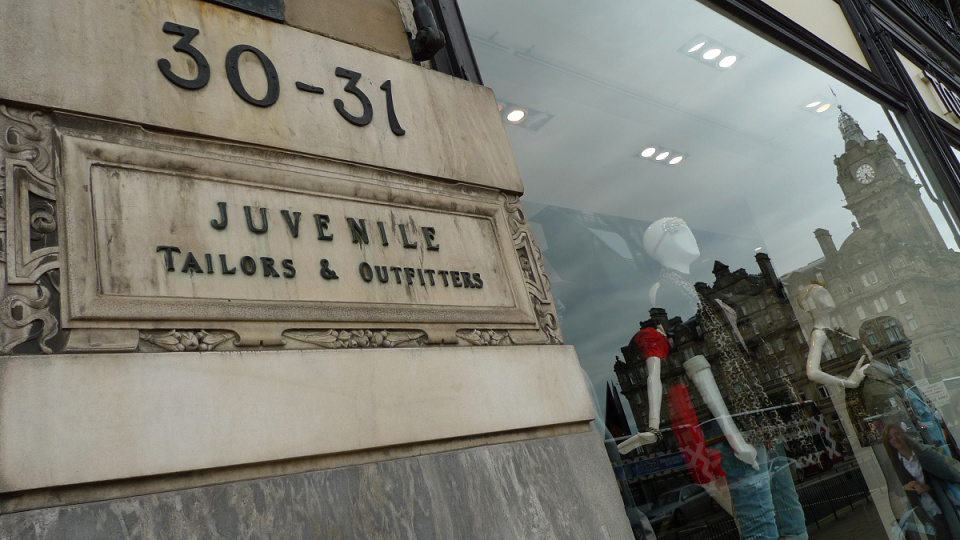 30-31
JUVENILE
TAILORS & OUTFITTERS